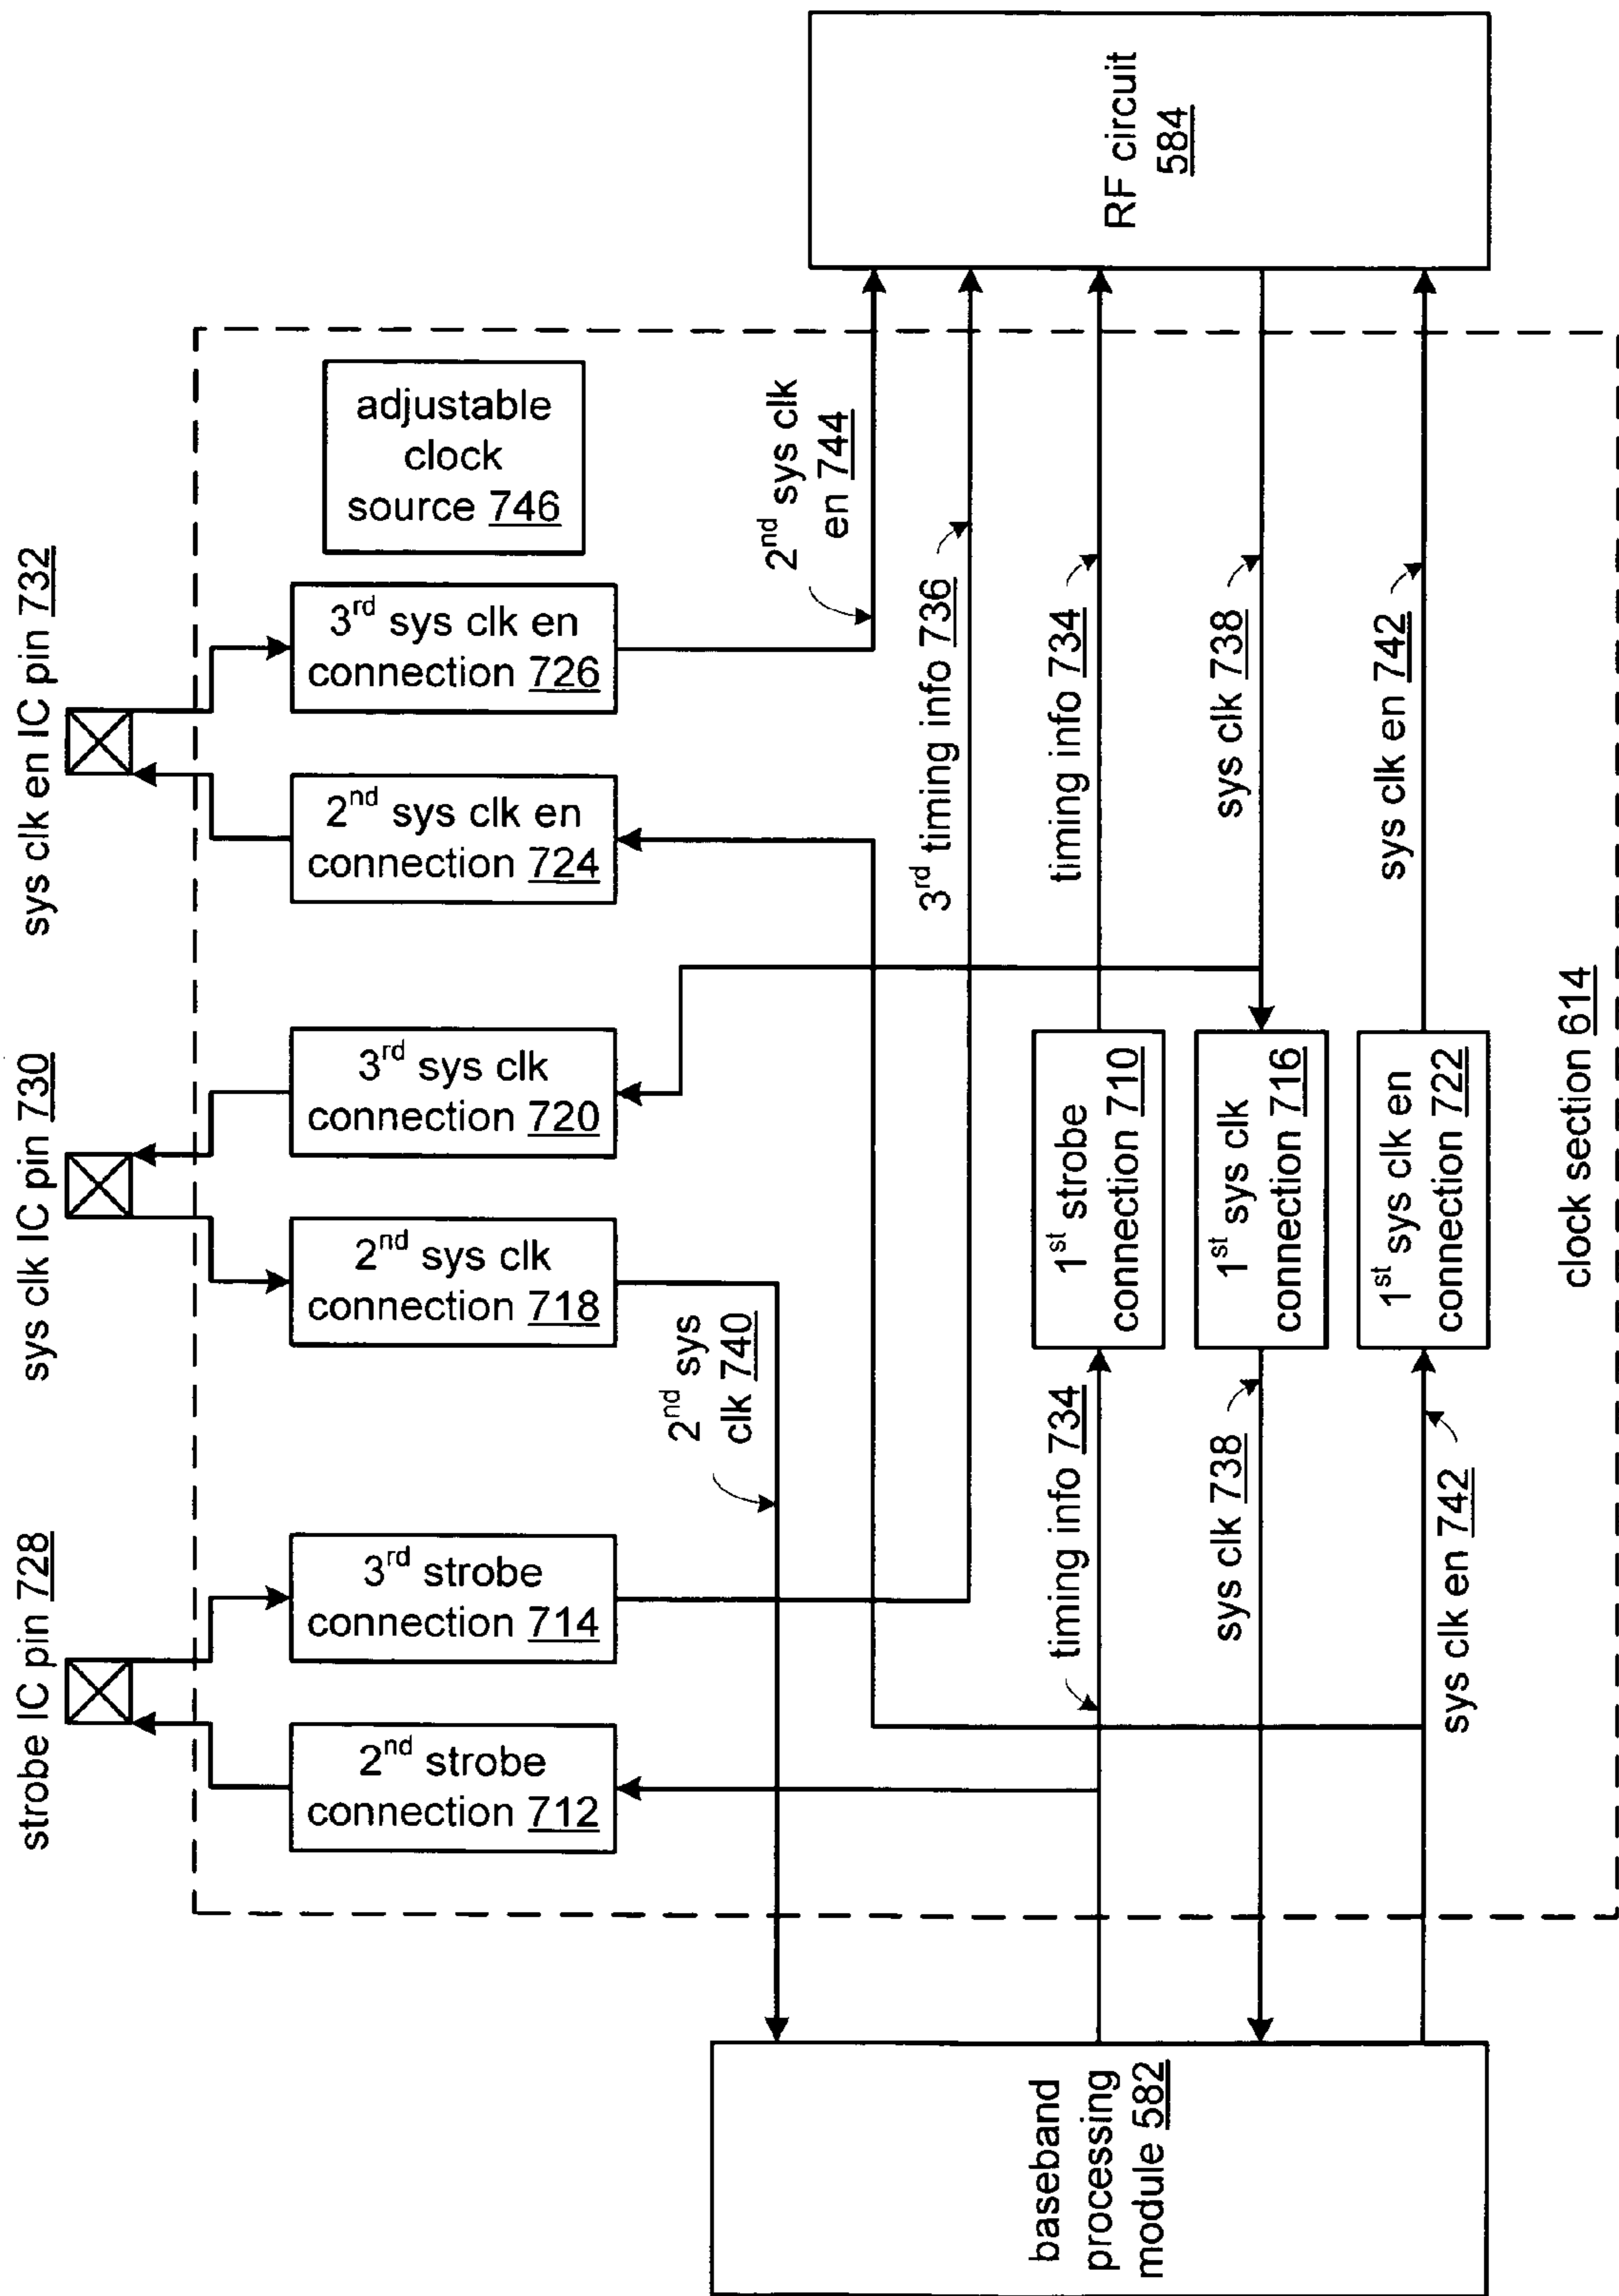 strobe IC pin 728
sys clk IC pin 730
sys clk en IC pin 732
2nd strobe
connection 712
3rd strobe
connection 714
2nd sys clk
connection 718
3rd sys clk
connection 720
2nd sys clk en
connection 724
3rd sys clk en
connection 726
adjustable
clock
source 746
2nd sys
clk 740
2nd sys clk
en 744
3rd timing info 736
timing info 734
1st strobe
connection 710
timing info 734
sys clk 738
1st sys clk
connection 716
sys clk 738
sys clk en 742
1st sys clk en
connection 722
sys clk en 742
baseband
processing
module 582
RF circuit
584
clock section 614